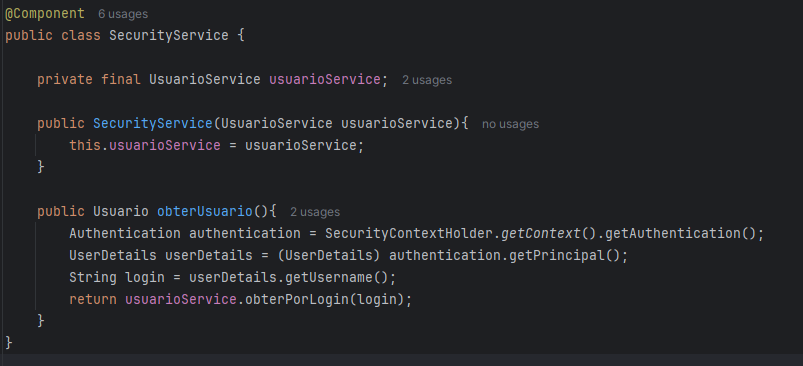 @Component 6 usages
public class SecurityService {
private final UsuarioService usuarioService; 2 usages
public SecurityService(UsuarioService usuarioService){ no usages
this.usuarioService = usuarioService;
}
public Usuario obterUsuario(){ 2 usages
Authentication authentication = SecurityContextHolder.getContext().getAuthentication();
UserDetails userDetails = (UserDetails) authentication.getPrincipal();
String login = userDetails.getUsername();
return usuarioService.obterPorLogin(login);
}
}